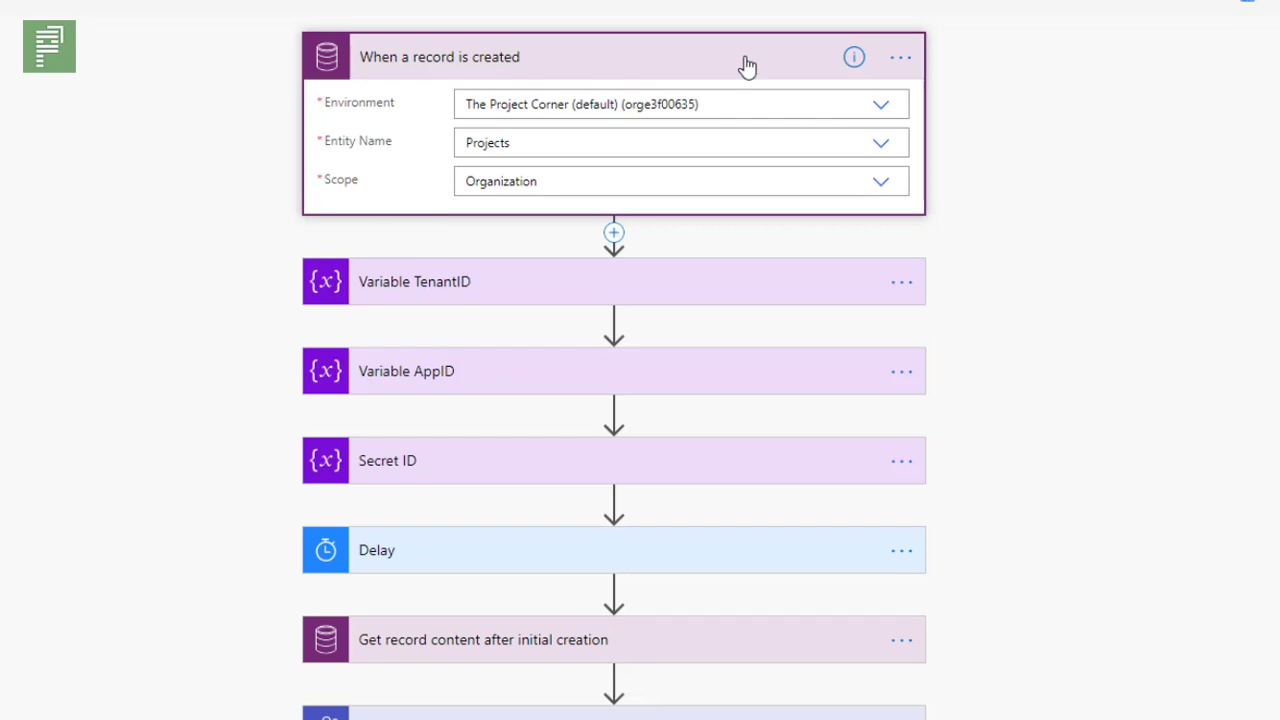 When a record is created
* Environment
The Project Corner (default) (orge3f00635)
* Entity Name
Projects
* Scope
Organization
{x} Variable TenantID
{x} Variable AppID
{x} Secret ID
Delay
Get record content after initial creation